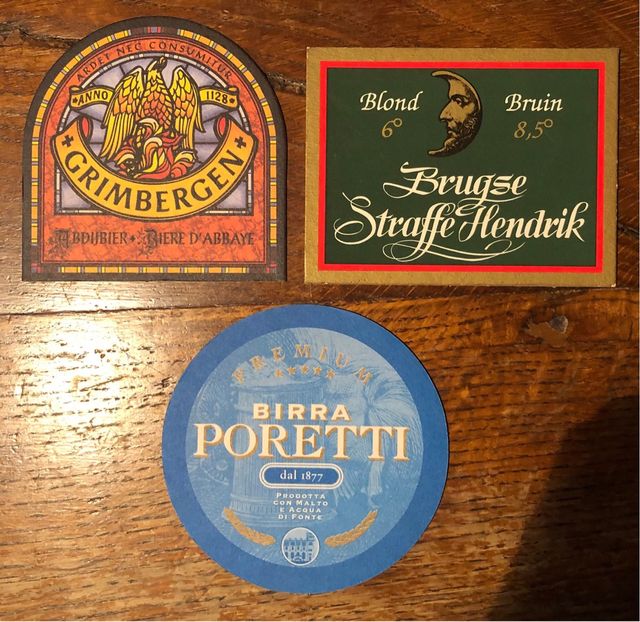 ARDET NEC CONSUMITUR
ANNO 1128
GRIMBERGEN
ABDIJBIER • BIERE D'ABBAYE
Blond Bruin
6° 8,5°
Brugse
Straffe Hendrik
PREMIUM
BIRRA
PORETTI
dal 1877
PRODOTTA
CON MALTO
E ACQUA
DI FONTE